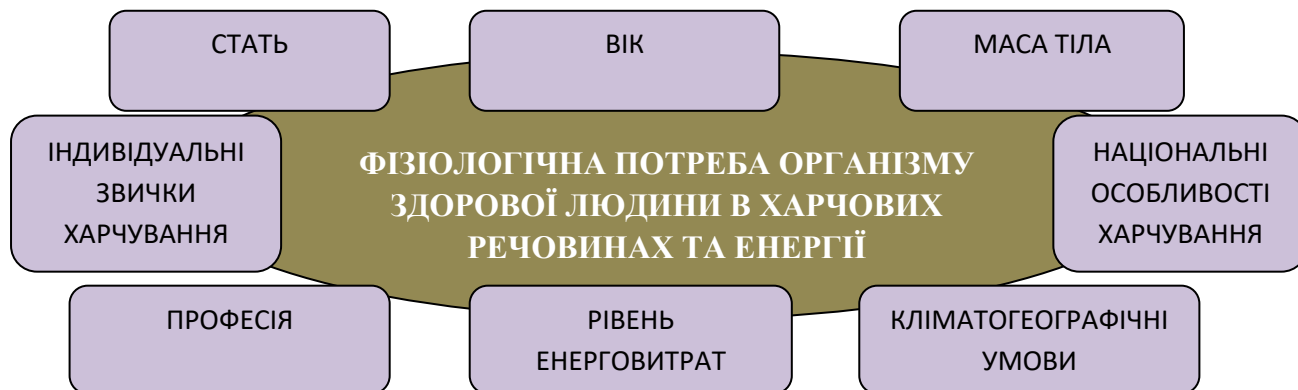 СТАТЬ
ВІК
МАСА ТІЛА
ІНДИВІДУАЛЬНІ
ЗВИЧКИ
ХАРЧУВАННЯ
ФІЗІОЛОГІЧНА ПОТРЕБА ОРГАНІЗМУ
ЗДОРОВОЇ ЛЮДИНИ В ХАРЧОВИХ
РЕЧОВИНАХ ТА ЕНЕРГІЇ
НАЦІОНАЛЬНІ
ОСОБЛИВОСТІ
ХАРЧУВАННЯ
ПРОФЕСІЯ
РІВЕНЬ
ЕНЕРГОВИТРАТ
КЛІМАТОГЕОГРАФІЧНІ
УМОВИ